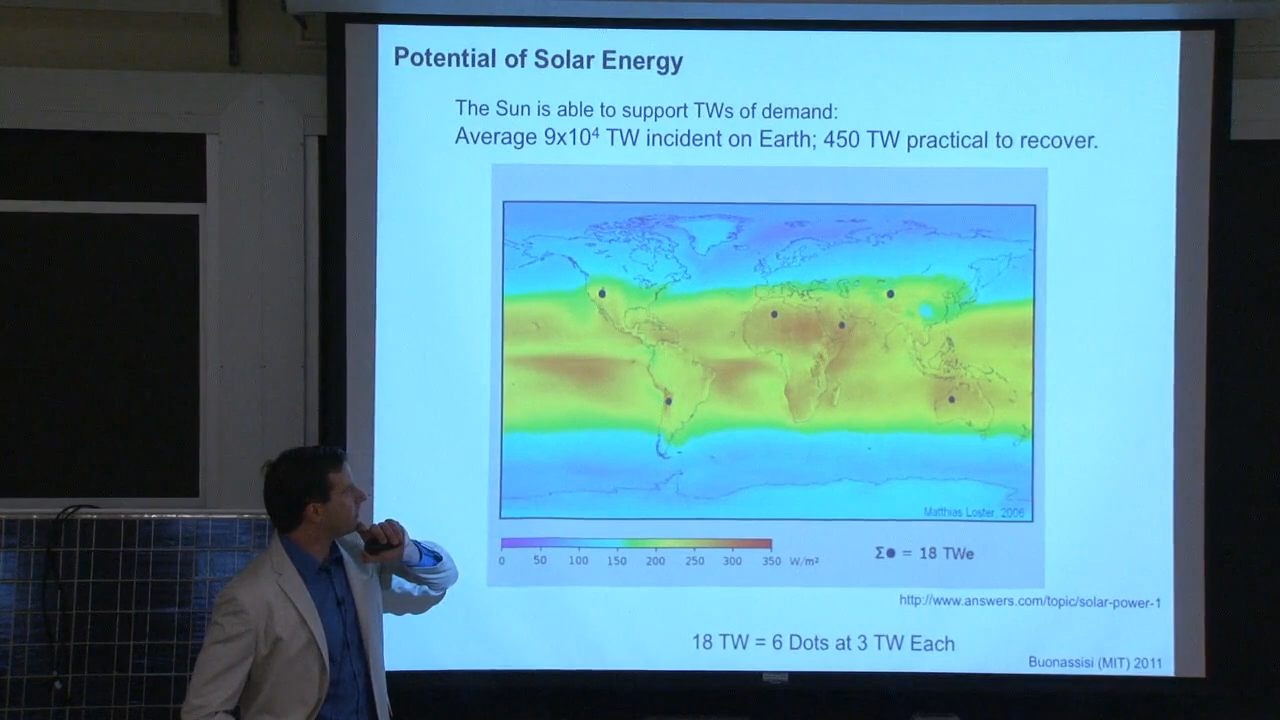 Potential of Solar Energy
The Sun is able to support TWs of demand:
Average 9x10⁴ TW incident on Earth; 450 TW practical to recover.
Matthias Loster, 2006
0 50 100 150 200 250 300 350 W/m²
Σ● = 18 TWe
http://www.answers.com/topic/solar-power-1
18 TW = 6 Dots at 3 TW Each
Buonassisi (MIT) 2011